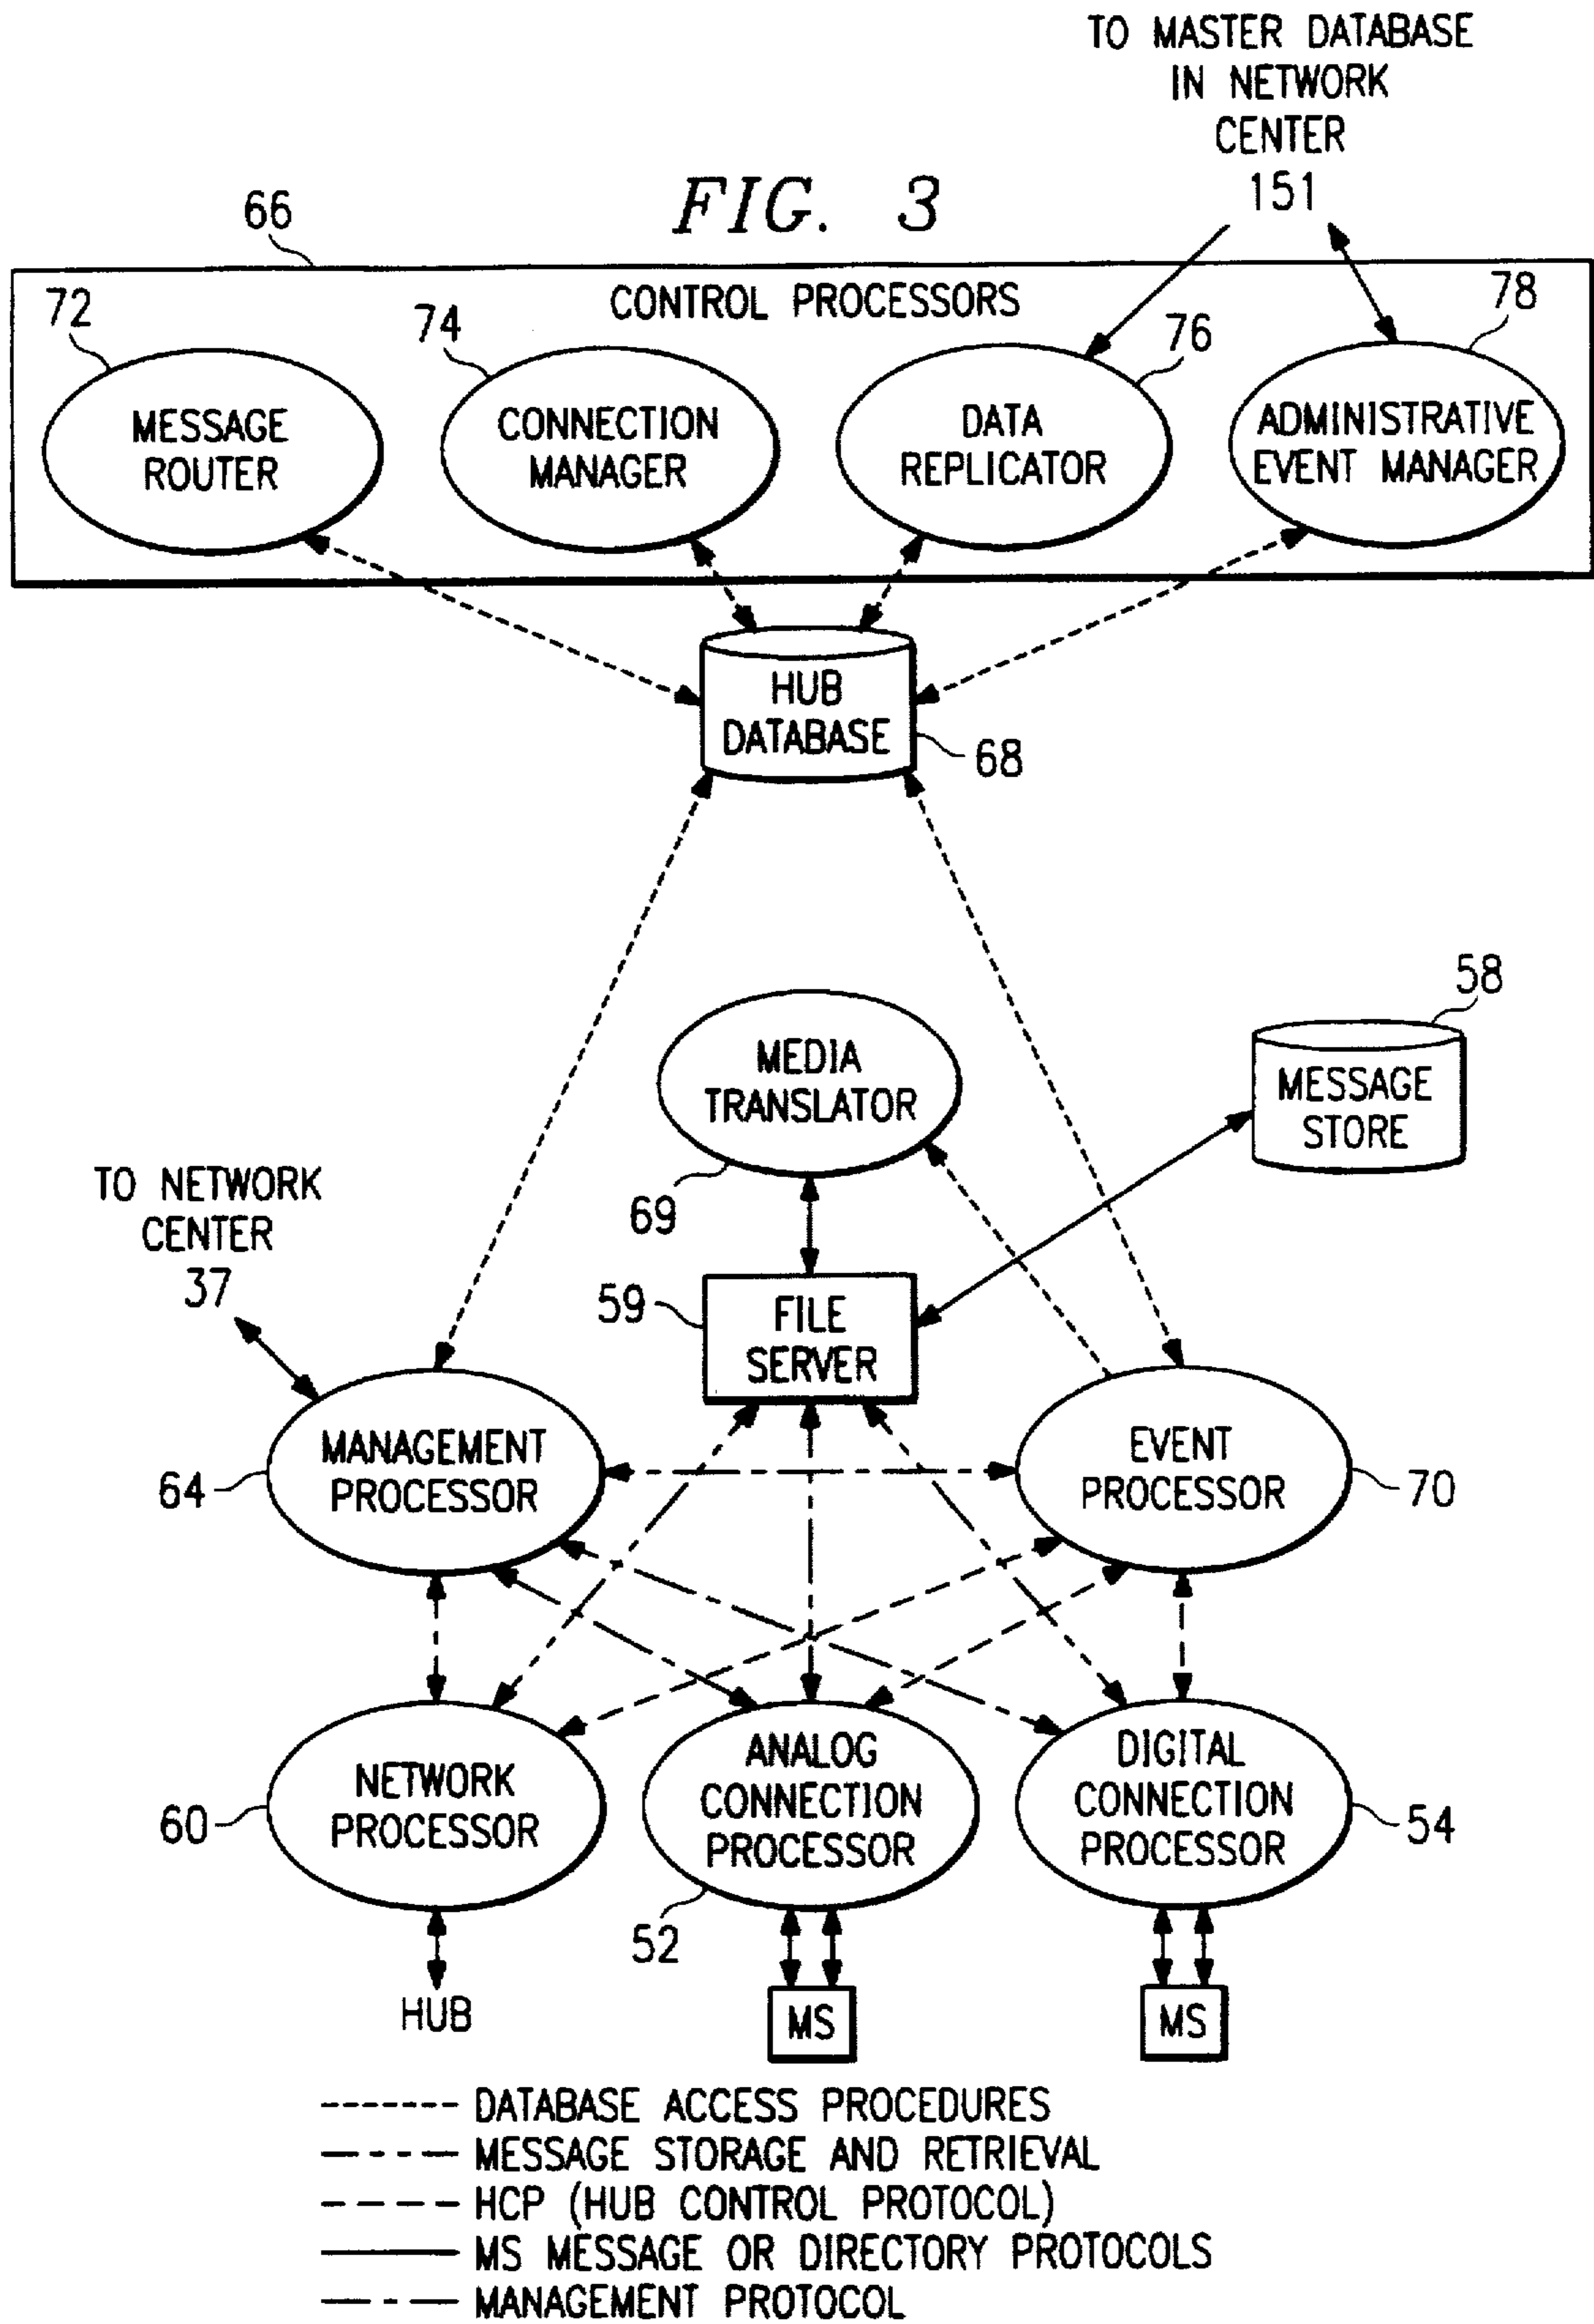 TO MASTER DATABASE
IN NETWORK
CENTER
151
FIG. 3
66
CONTROL PROCESSORS
72
74
76
78
MESSAGE
ROUTER
CONNECTION
MANAGER
DATA
REPLICATOR
ADMINISTRATIVE
EVENT MANAGER
HUB
DATABASE
68
58
MESSAGE
STORE
MEDIA
TRANSLATOR
69
TO NETWORK
CENTER
37
59
FILE
SERVER
MANAGEMENT
PROCESSOR
64
EVENT
PROCESSOR
70
NETWORK
PROCESSOR
60
ANALOG
CONNECTION
PROCESSOR
52
DIGITAL
CONNECTION
PROCESSOR
54
HUB
MS
MS
DATABASE ACCESS PROCEDURES
MESSAGE STORAGE AND RETRIEVAL
HCP (HUB CONTROL PROTOCOL)
MS MESSAGE OR DIRECTORY PROTOCOLS
MANAGEMENT PROTOCOL